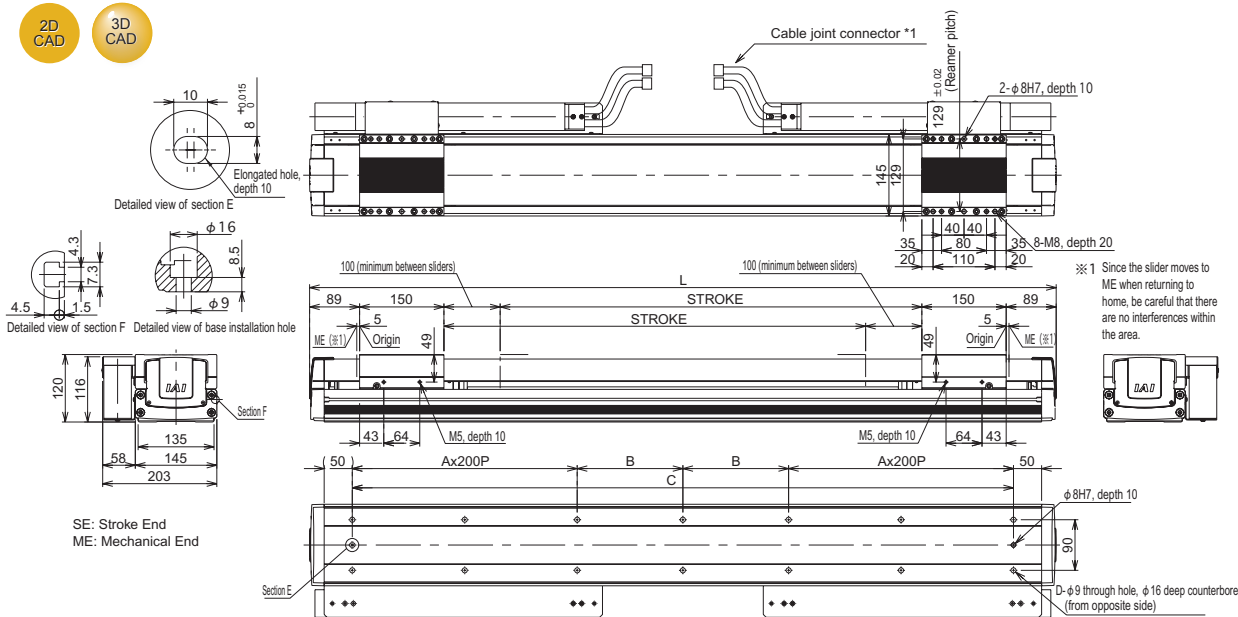 2D
CAD
3D
CAD
Cable joint connector *1
129 ±0.02
(Reamer pitch)
2-φ8H7, depth 10
10
8 +0.015 0
Elongated hole,
depth 10
Detailed view of section E
145
129
40 40
35 80 35
20 110 20
8-M8, depth 20
φ16
8.5
φ9
4.3
7.3
4.5 1.5
Detailed view of section F
Detailed view of base installation hole
100 (minimum between sliders)
100 (minimum between sliders)
L
89 150 STROKE 150 89
5 STROKE 5
ME (※1) Origin 49
49 Origin ME (※1)
※1 Since the slider moves to
ME when returning to
home, be careful that there
are no interferences within
the area.
120
116
IAI
Section F
135
58 145
203
43 64
M5, depth 10
M5, depth 10
64 43
IAI
(50) Ax200P B B Ax200P 50
C
φ8H7, depth 10
90
SE: Stroke End
ME: Mechanical End
Section E
D-φ9 through hole, φ16 deep counterbore
(from opposite side)